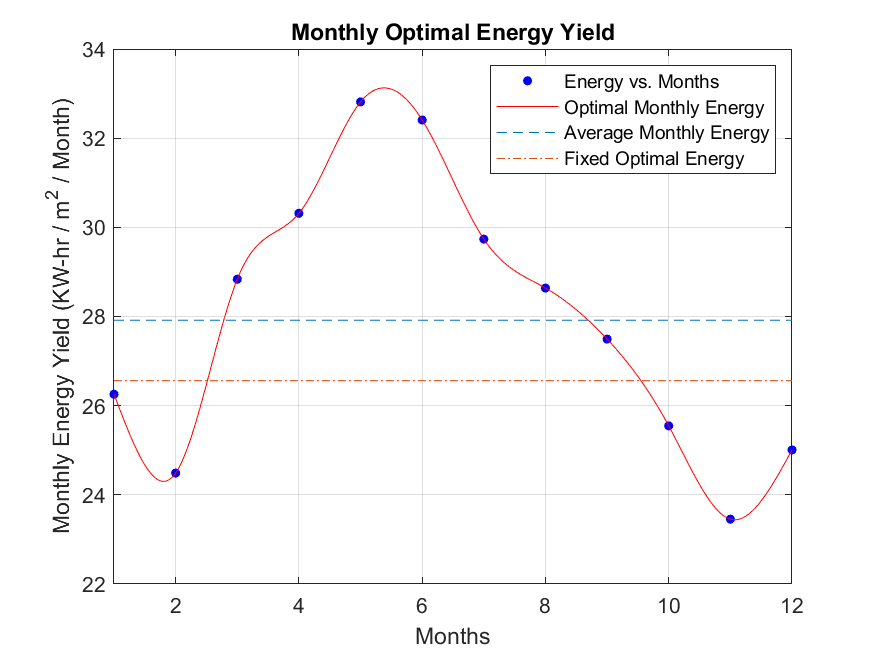 Monthly Optimal Energy Yield
Monthly Energy Yield (KW-hr / m² / Month)
34
32
30
28
26
24
22
Energy vs. Months
Optimal Monthly Energy
Average Monthly Energy
Fixed Optimal Energy
2 4 6 8 10 12
Months